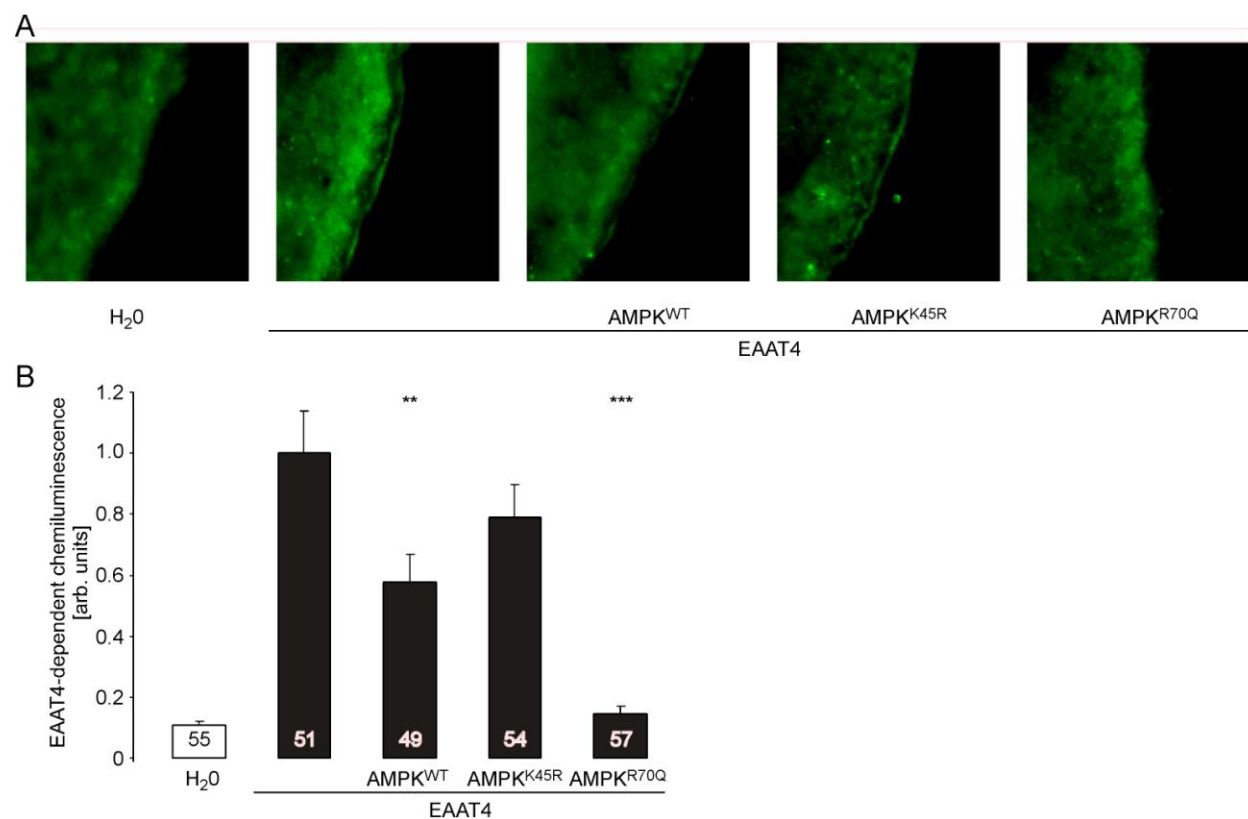 A
H₂0 AMPKᵂᵀ AMPKᴷ⁴⁵ᴿ AMPKᴿ⁷⁰Q
EAAT4
B
EAAT4-dependent chemiluminescence
[arb. units]
1.2
1.0
0.8
0.6
0.4
0.2
0
** ***
55 51 49 54 57
H₂0 AMPKᵂᵀ AMPKᴷ⁴⁵ᴿ AMPKᴿ⁷⁰Q
EAAT4